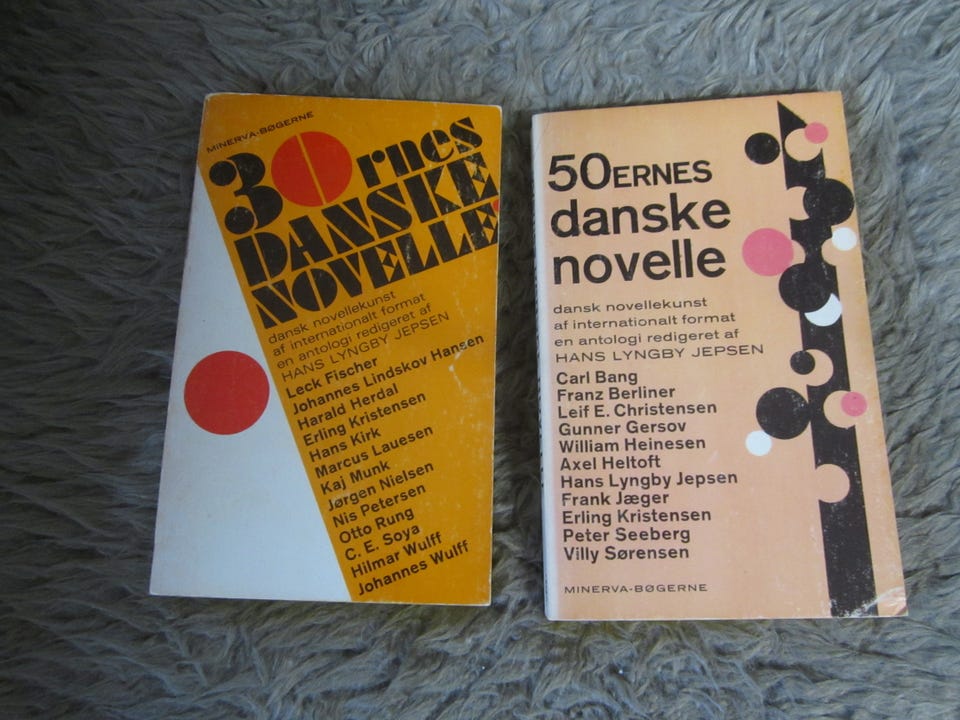 MINERVA-BØGERNE
30rnes
DANSKE
NOVELLE
dansk novellekunst
af internationalt format
en antologi redigeret af
HANS LYNGBY JEPSEN
Leck Fischer
Johannes Lindskov Hansen
Harald Herdal
Erling Kristensen
Hans Kirk
Marcus Lauesen
Kaj Munk
Jørgen Nielsen
Nis Petersen
Otto Rung
C. E. Soya
Hilmar Wulff
Johannes Wulff
50ERNES
danske
novelle
dansk novellekunst
af internationalt format
en antologi redigeret af
HANS LYNGBY JEPSEN
Carl Bang
Franz Berliner
Leif E. Christensen
Gunner Gersov
William Heinesen
Axel Heltoft
Hans Lyngby Jepsen
Frank Jæger
Erling Kristensen
Peter Seeberg
Villy Sørensen
MINERVA-BØGERNE